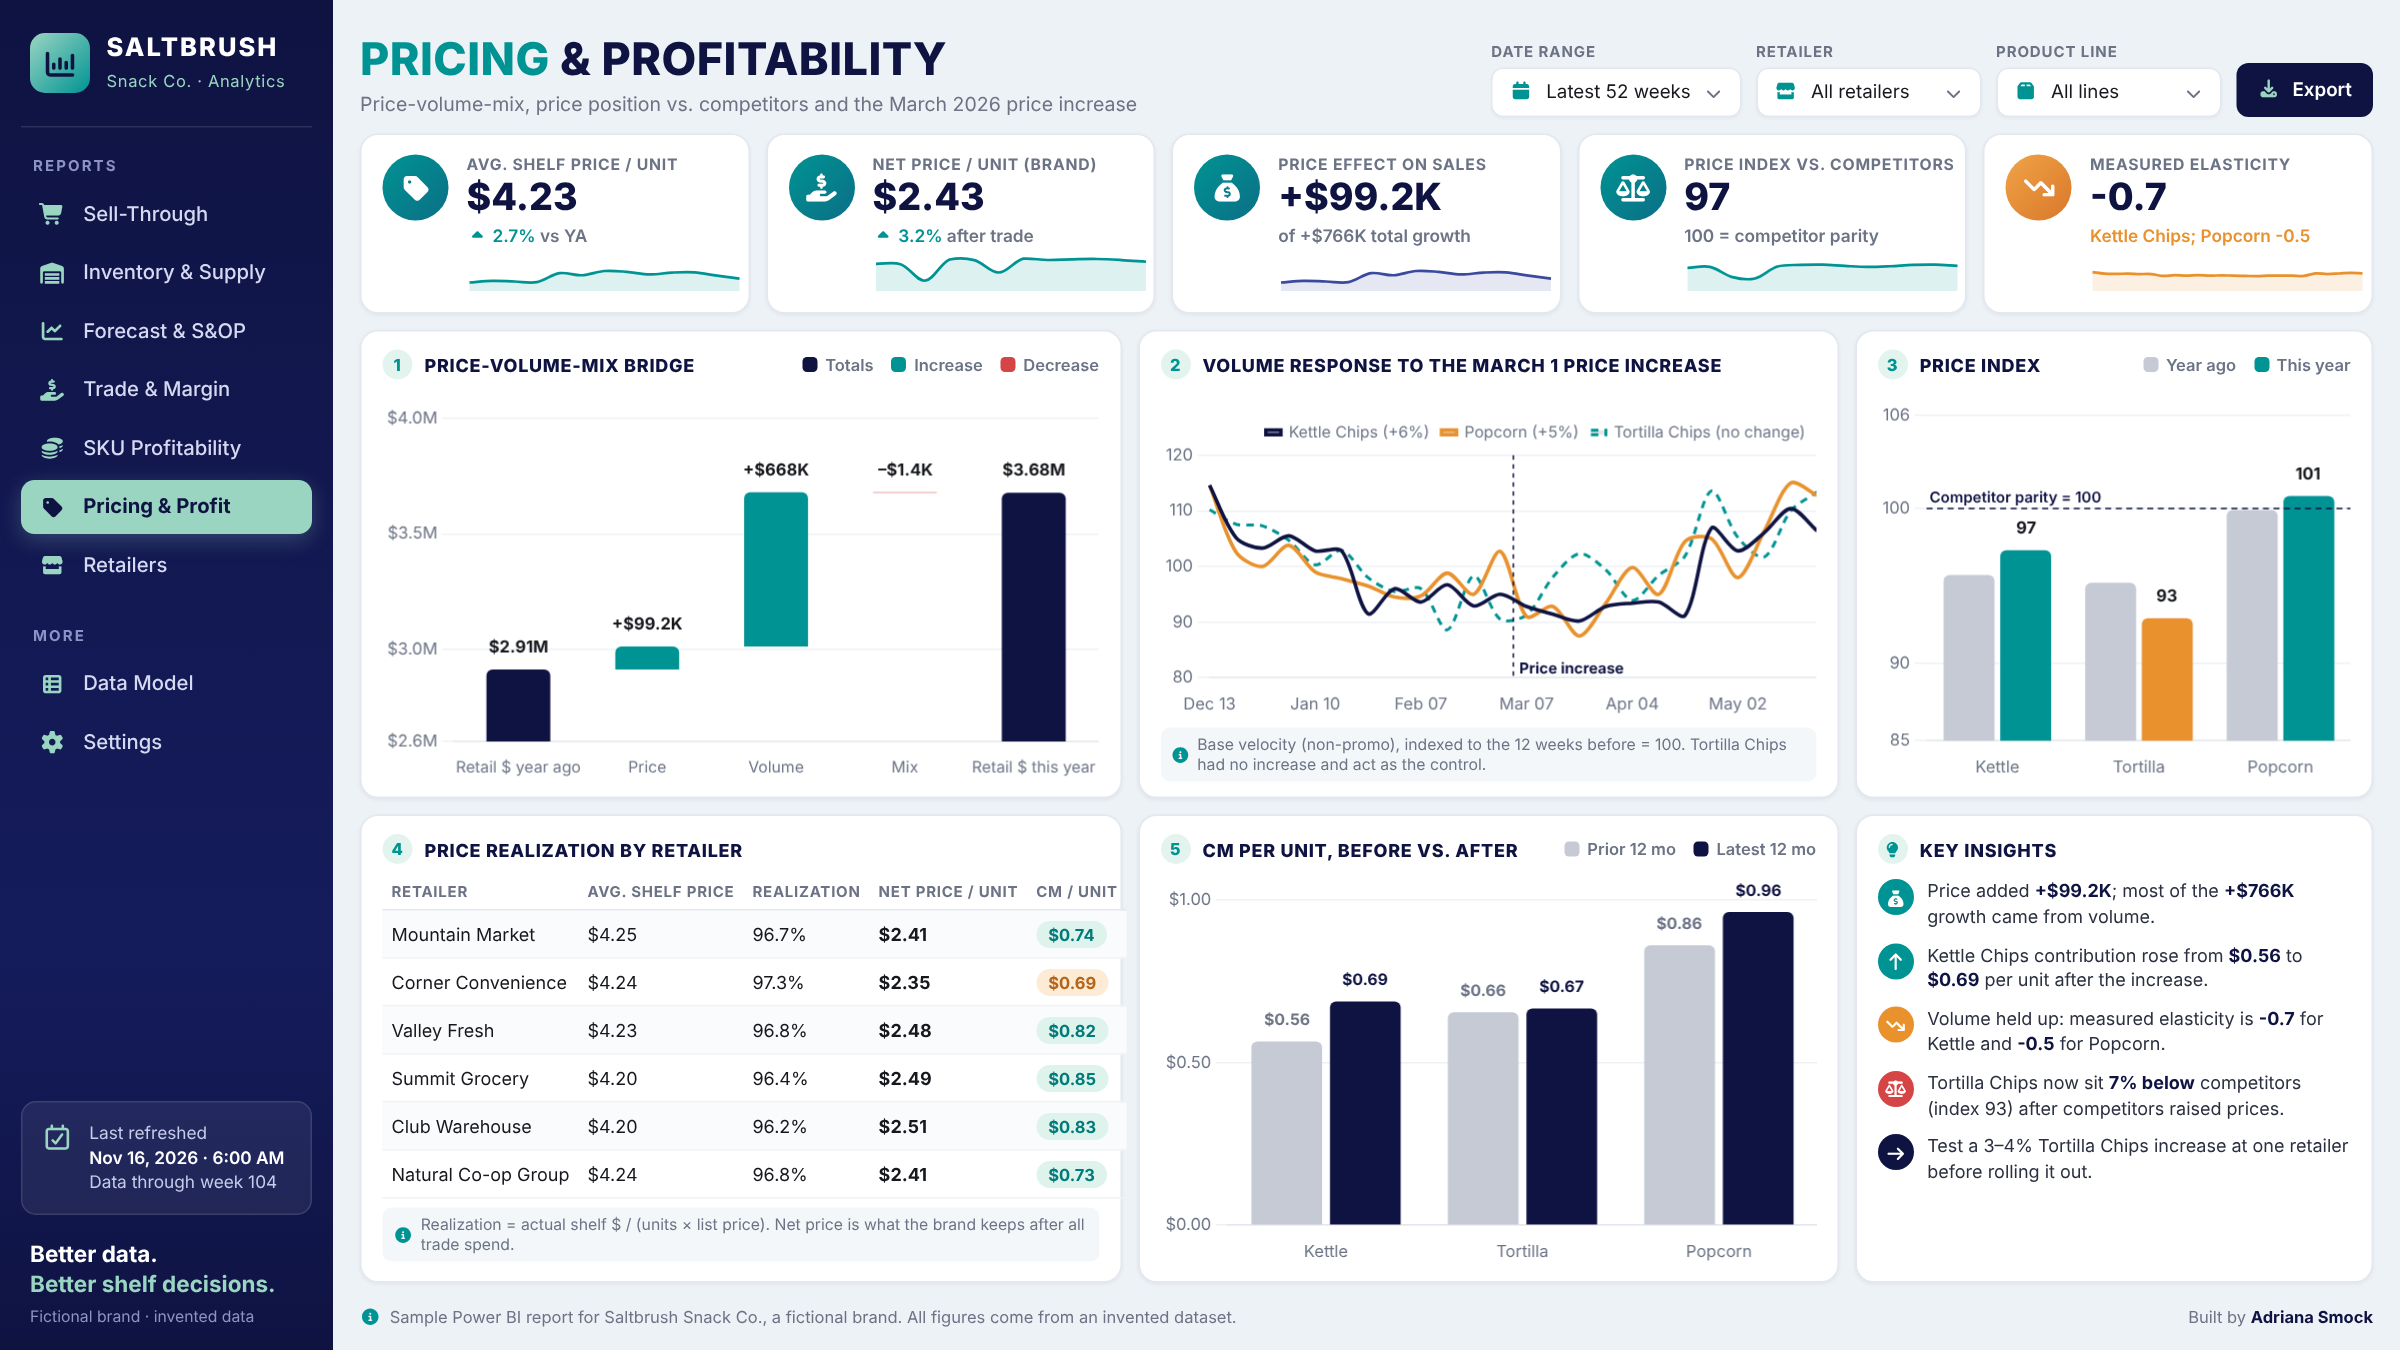 SALTBRUSH
Snack Co. · Analytics
REPORTS
Sell-Through
Inventory & Supply
Forecast & S&OP
Trade & Margin
SKU Profitability
Pricing & Profit
Retailers
MORE
Data Model
Settings
Last refreshed
Nov 16, 2026 · 6:00 AM
Data through week 104
Better data.
Better shelf decisions.
Fictional brand · invented data
PRICING & PROFITABILITY
Price-volume-mix, price position vs. competitors and the March 2026 price increase
DATE RANGE
Latest 52 weeks
RETAILER
All retailers
PRODUCT LINE
All lines
Export
AVG. SHELF PRICE / UNIT
$4.23
2.7% vs YA
NET PRICE / UNIT (BRAND)
$2.43
3.2% after trade
PRICE EFFECT ON SALES
+$99.2K
of +$766K total growth
PRICE INDEX VS. COMPETITORS
97
100 = competitor parity
MEASURED ELASTICITY
-0.7
Kettle Chips; Popcorn -0.5
1 PRICE-VOLUME-MIX BRIDGE
Totals Increase Decrease
$4.0M
$3.5M
$3.0M
$2.6M
$2.91M
+$99.2K
+$668K
–$1.4K
$3.68M
Retail $ year ago Price Volume Mix Retail $ this year
2 VOLUME RESPONSE TO THE MARCH 1 PRICE INCREASE
Kettle Chips (+6%) Popcorn (+5%) Tortilla Chips (no change)
120
110
100
90
80
Price increase
Dec 13 Jan 10 Feb 07 Mar 07 Apr 04 May 02
Base velocity (non-promo), indexed to the 12 weeks before = 100. Tortilla Chips
had no increase and act as the control.
3 PRICE INDEX
Year ago This year
106
100
90
85
Competitor parity = 100
97
93
101
Kettle Tortilla Popcorn
4 PRICE REALIZATION BY RETAILER
RETAILER AVG. SHELF PRICE REALIZATION NET PRICE / UNIT CM / UNIT
Mountain Market $4.25 96.7% $2.41 $0.74
Corner Convenience $4.24 97.3% $2.35 $0.69
Valley Fresh $4.23 96.8% $2.48 $0.82
Summit Grocery $4.20 96.4% $2.49 $0.85
Club Warehouse $4.20 96.2% $2.51 $0.83
Natural Co-op Group $4.24 96.8% $2.41 $0.73
Realization = actual shelf $ / (units × list price). Net price is what the brand keeps after all
trade spend.
5 CM PER UNIT, BEFORE VS. AFTER
Prior 12 mo Latest 12 mo
$1.00
$0.50
$0.00
$0.56
$0.69
$0.66
$0.67
$0.86
$0.96
Kettle Tortilla Popcorn
KEY INSIGHTS
Price added +$99.2K; most of the +$766K
growth came from volume.
Kettle Chips contribution rose from $0.56 to
$0.69 per unit after the increase.
Volume held up: measured elasticity is -0.7 for
Kettle and -0.5 for Popcorn.
Tortilla Chips now sit 7% below competitors
(index 93) after competitors raised prices.
Test a 3–4% Tortilla Chips increase at one retailer
before rolling it out.
Sample Power BI report for Saltbrush Snack Co., a fictional brand. All figures come from an invented dataset.
Built by Adriana Smock